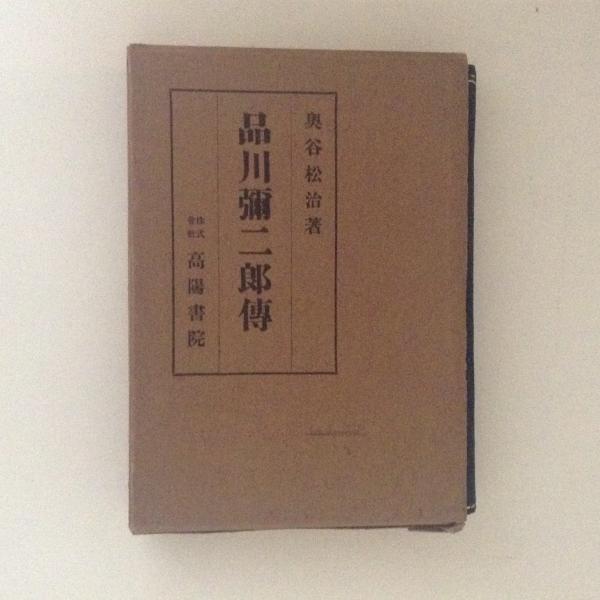 奥谷松治著
品川彌二郎傳
株式會社 高陽書院